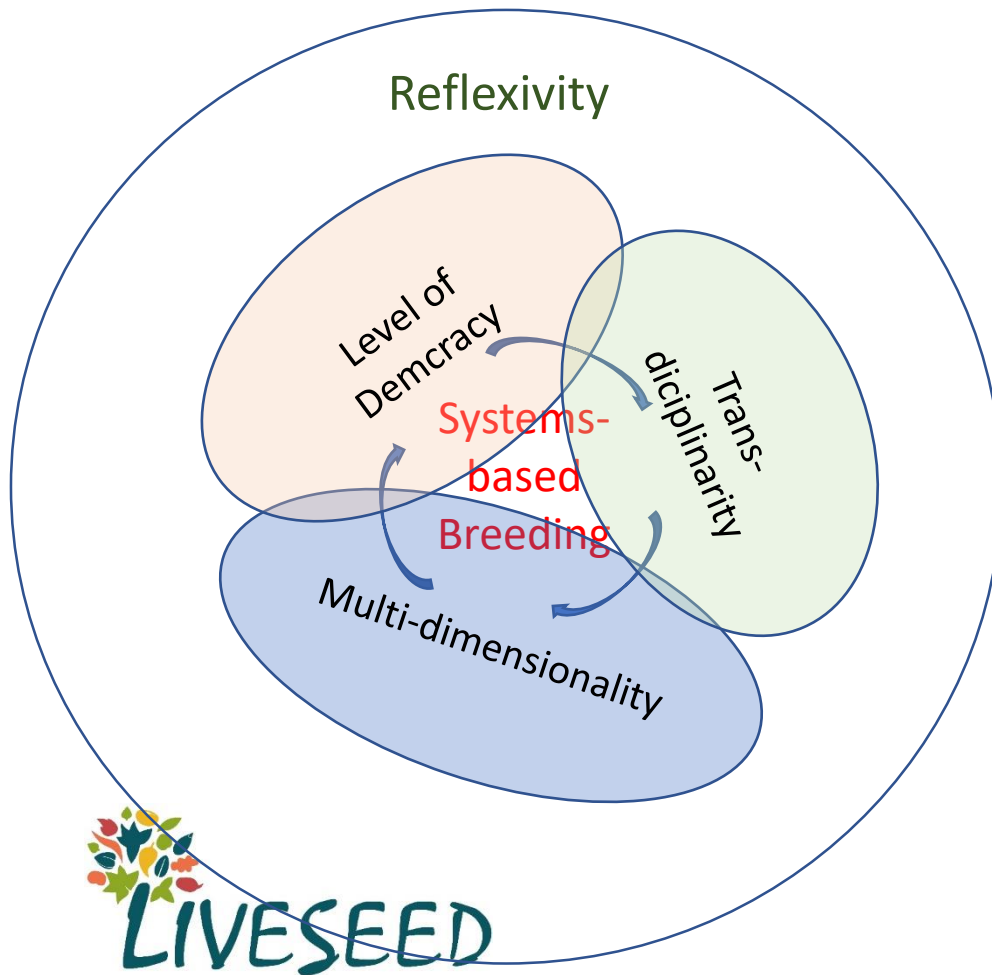 Reflexivity
Level of
Demcracy
Trans-
diciplinarity
Systems-
based
Breeding
Multi-dimensionality
LIVESEED